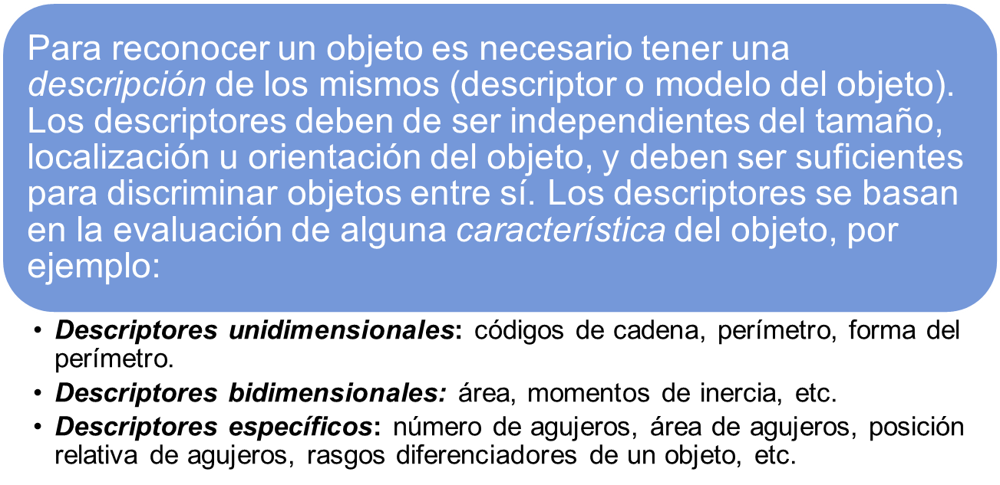 Para reconocer un objeto es necesario tener una
descripción de los mismos (descriptor o modelo del objeto).
Los descriptores deben de ser independientes del tamaño,
localización u orientación del objeto, y deben ser suficientes
para discriminar objetos entre sí. Los descriptores se basan
en la evaluación de alguna característica del objeto, por
ejemplo:
• Descriptores unidimensionales: códigos de cadena, perímetro, forma del
perímetro.
• Descriptores bidimensionales: área, momentos de inercia, etc.
• Descriptores específicos: número de agujeros, área de agujeros, posición
relativa de agujeros, rasgos diferenciadores de un objeto, etc.